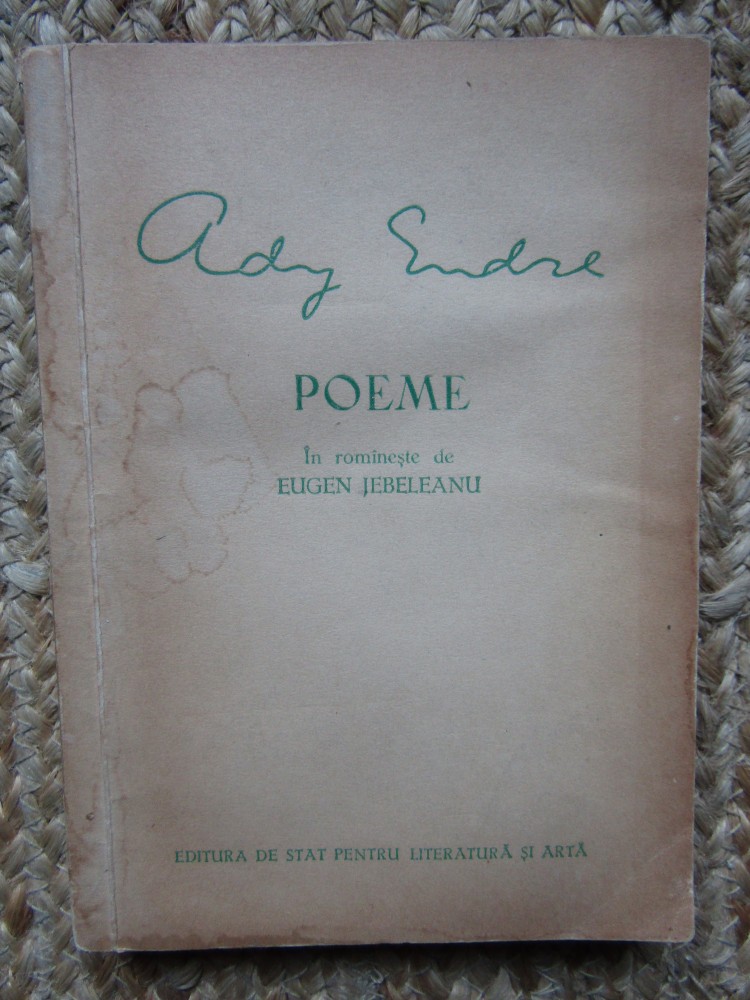 Ady Endre
POEME
În romînește de
EUGEN JEBELEANU
EDITURA DE STAT PENTRU LITERATURĂ ȘI ARTĂ